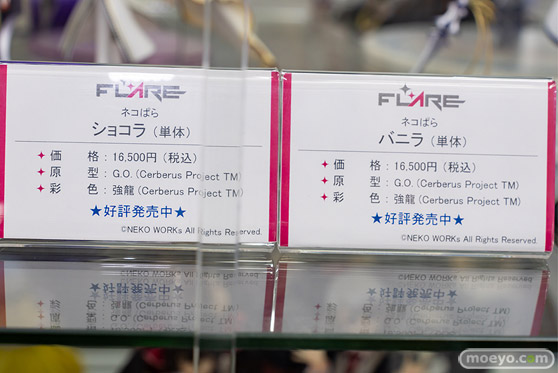 FLARE
ネコぱら
ショコラ（単体）
✦価 格：16,500円（税込）
✦原 型：G.O.（Cerberus Project TM）
✦彩 色：強龍（Cerberus Project TM）
★好評発売中★
©NEKO WORKs All Rights Reserved.
FLARE
ネコぱら
バニラ（単体）
✦価 格：16,500円（税込）
✦原 型：G.O.（Cerberus Project TM）
✦彩 色：強龍（Cerberus Project TM）
★好評発売中★
©NEKO WORKs All Rights Reserved.
moeyo.com